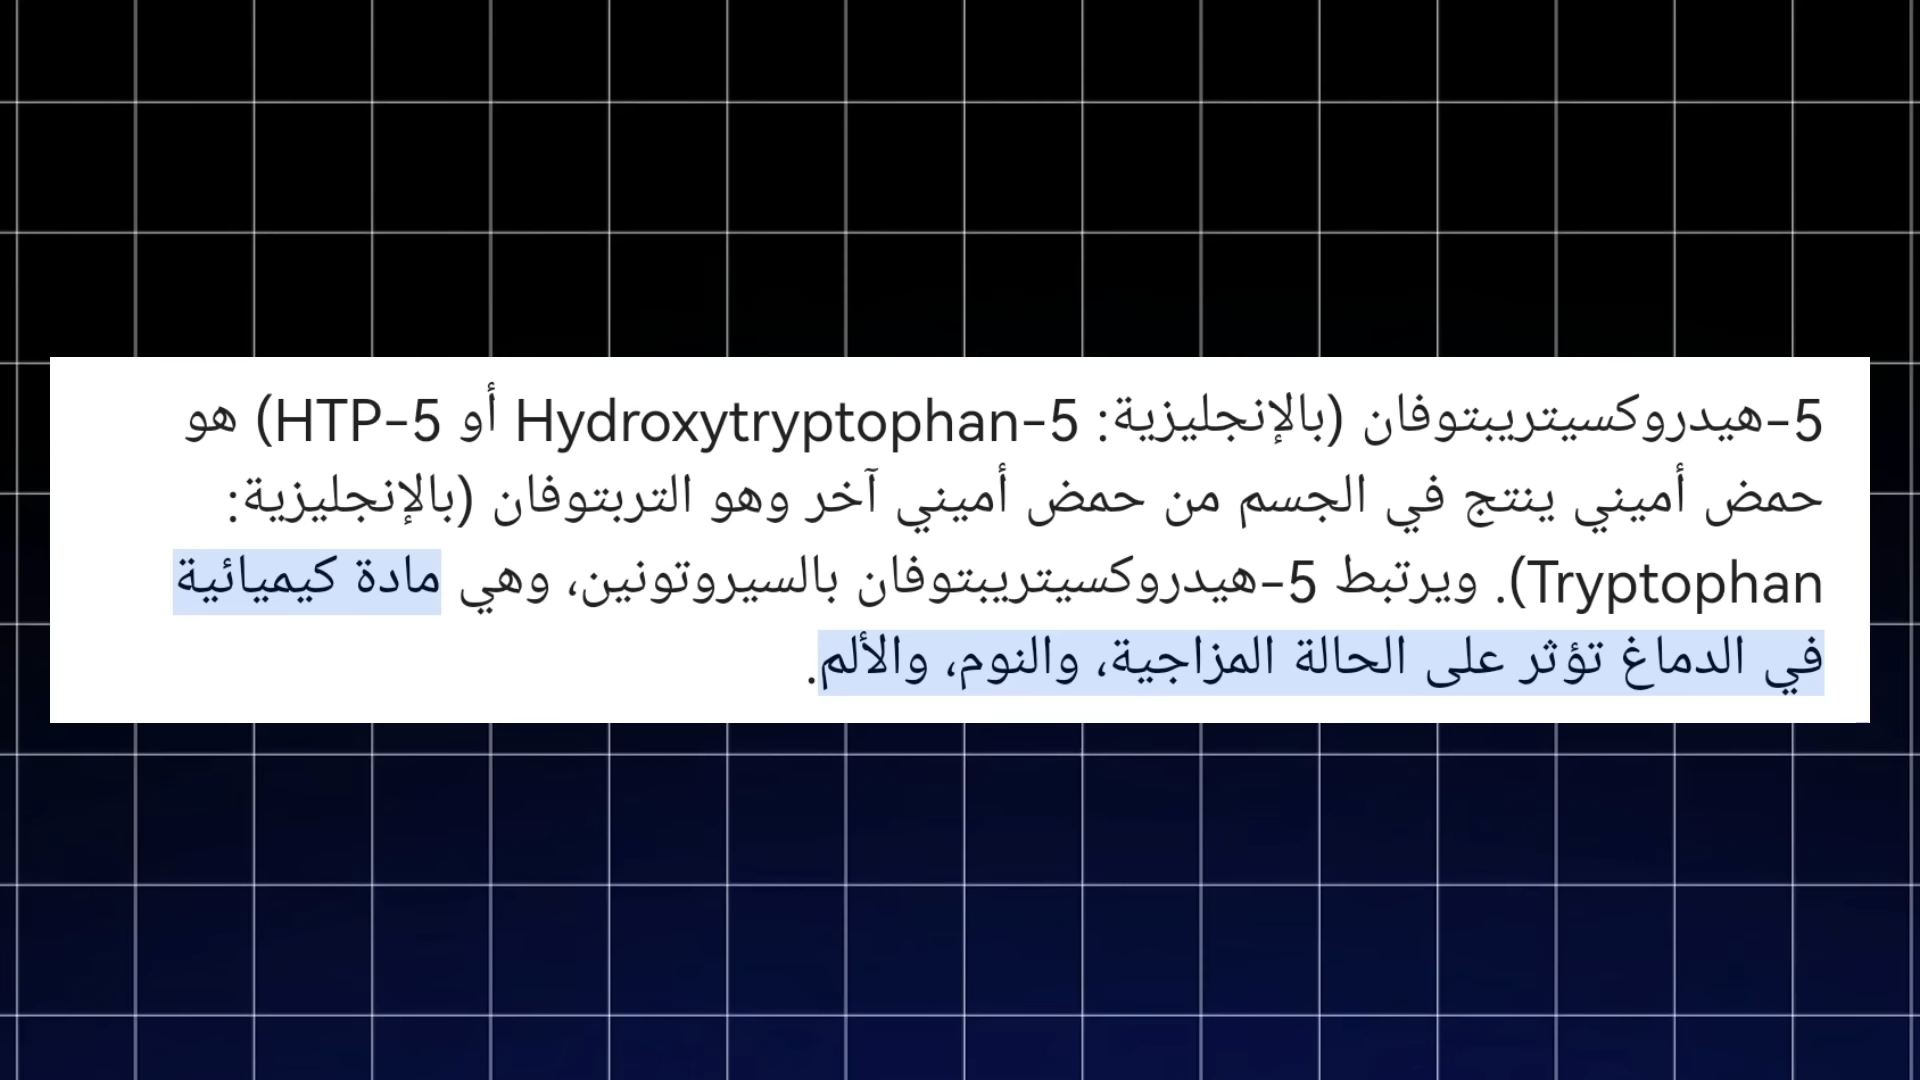 5-هيدروكسيتريبتوفان (بالإنجليزية: Hydroxytryptophan-5 أو HTP-5) هو
حمض أميني ينتج في الجسم من حمض أميني آخر وهو التربتوفان (بالإنجليزية:
Tryptophan). ويرتبط 5-هيدروكسيتريبتوفان بالسيروتونين، وهي مادة كيميائية
في الدماغ تؤثر على الحالة المزاجية، والنوم، والألم.